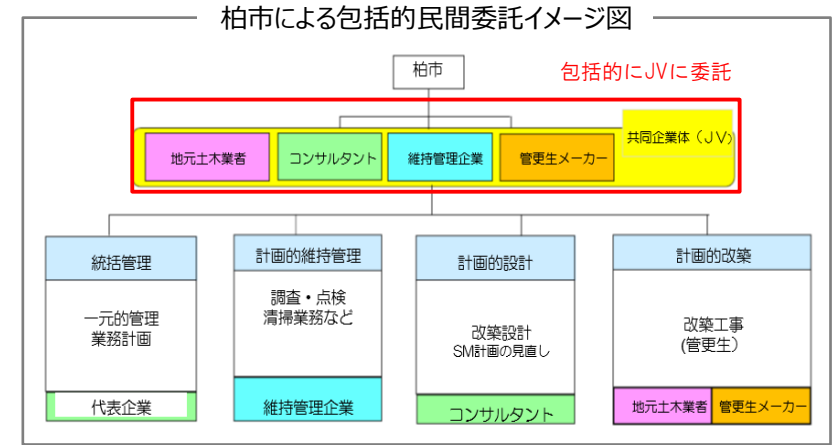 柏市による包括的民間委託イメージ図
柏市
包括的にJVに委託
地元土木業者
コンサルタント
維持管理企業
管更生メーカー
共同企業体（JV)
統括管理
一元的管理
業務計画
代表企業
計画的維持管理
調査・点検
清掃業務など
維持管理企業
計画的設計
改築設計
SM計画の見直し
コンサルタント
計画的改築
改築工事
(管更生）
地元土木業者
管更生メーカー